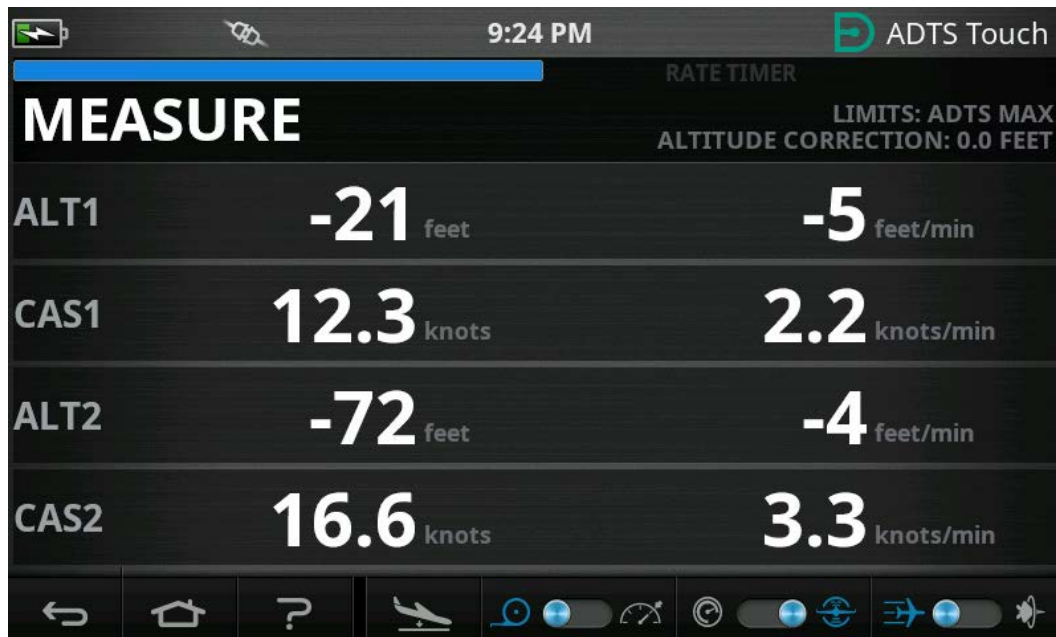 9:24 PM
ADTS Touch
RATE TIMER
MEASURE
LIMITS: ADTS MAX
ALTITUDE CORRECTION: 0.0 FEET
ALT1 -21 feet -5 feet/min
CAS1 12.3 knots 2.2 knots/min
ALT2 -72 feet -4 feet/min
CAS2 16.6 knots 3.3 knots/min
?